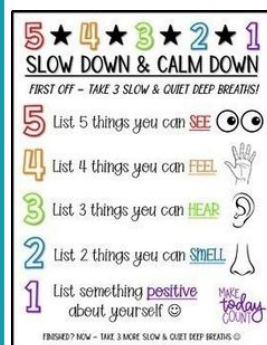 5 ★ 4 ★ 3 ★ 2 ★ 1
SLOW DOWN & CALM DOWN
FIRST OFF – TAKE 3 SLOW & QUIET DEEP BREATHS!
5 List 5 things you can SEE
4 List 4 things you can FEEL
3 List 3 things you can HEAR
2 List 2 things you can SMELL
1 List something positive
about yourself ☺
MAKE
today
COUNT!
FINISHED? NOW – TAKE 3 MORE SLOW & QUIET DEEP BREATHS ☺